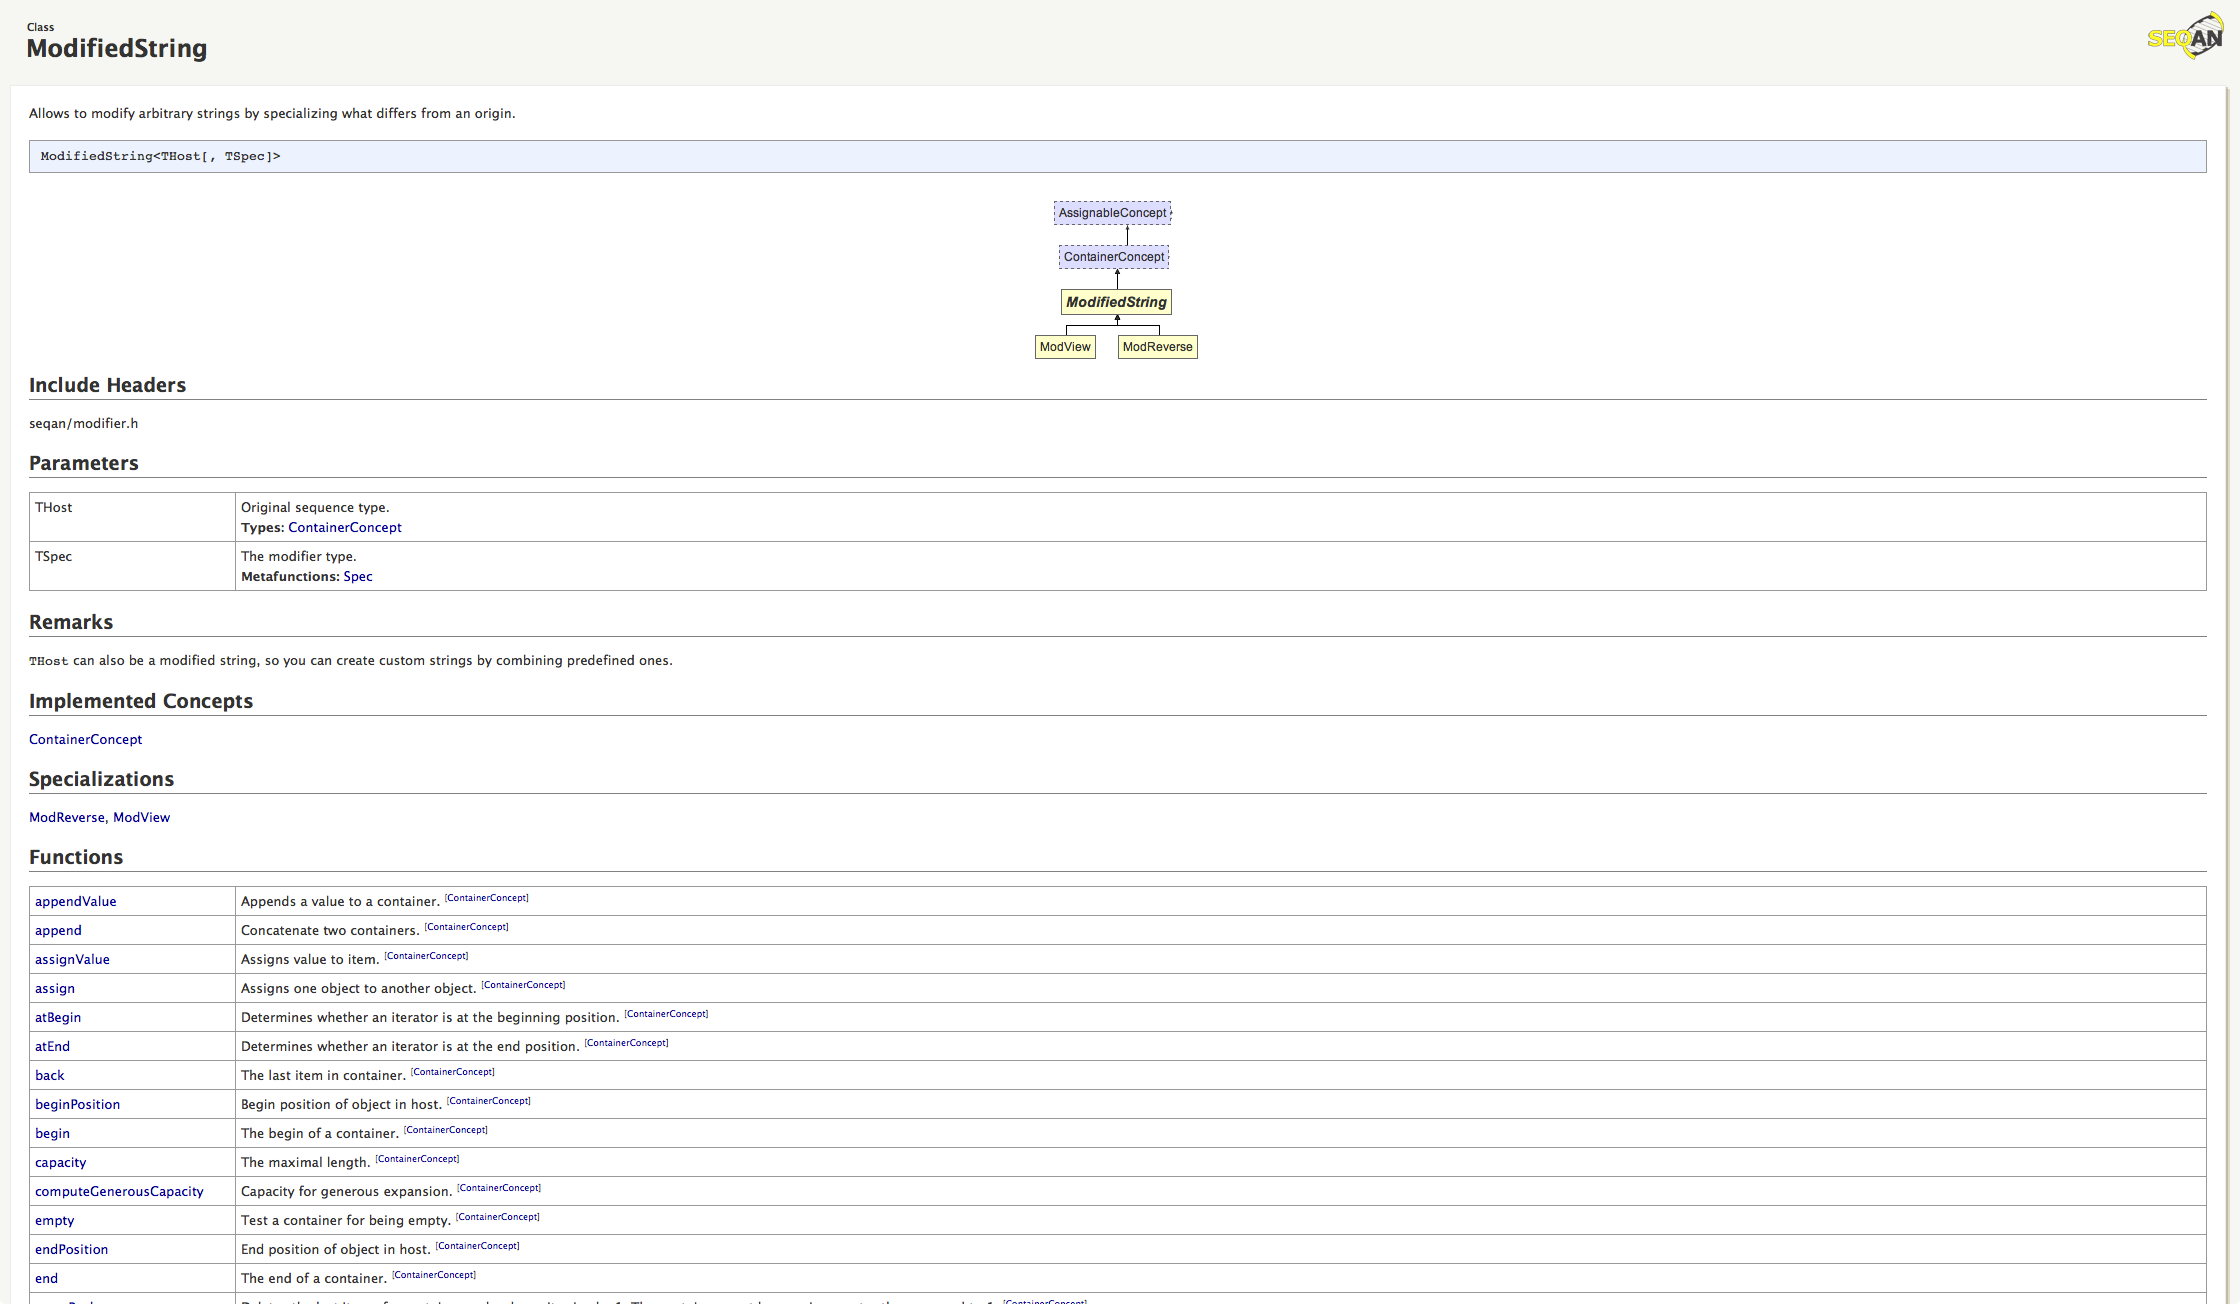 Class
ModifiedString
SEQAN
Allows to modify arbitrary strings by specializing what differs from an origin.
ModifiedString<THost[, TSpec]>
AssignableConcept
ContainerConcept
ModifiedString
ModView ModReverse
Include Headers
seqan/modifier.h
Parameters
THost Original sequence type.
Types: ContainerConcept
TSpec The modifier type.
Metafunctions: Spec
Remarks
THost can also be a modified string, so you can create custom strings by combining predefined ones.
Implemented Concepts
ContainerConcept
Specializations
ModReverse, ModView
Functions
appendValue Appends a value to a container. [ContainerConcept]
append Concatenate two containers. [ContainerConcept]
assignValue Assigns value to item. [ContainerConcept]
assign Assigns one object to another object. [ContainerConcept]
atBegin Determines whether an iterator is at the beginning position. [ContainerConcept]
atEnd Determines whether an iterator is at the end position. [ContainerConcept]
back The last item in container. [ContainerConcept]
beginPosition Begin position of object in host. [ContainerConcept]
begin The begin of a container. [ContainerConcept]
capacity The maximal length. [ContainerConcept]
computeGenerousCapacity Capacity for generous expansion. [ContainerConcept]
empty Test a container for being empty. [ContainerConcept]
endPosition End position of object in host. [ContainerConcept]
end The end of a container. [ContainerConcept]
[ContainerConcept]